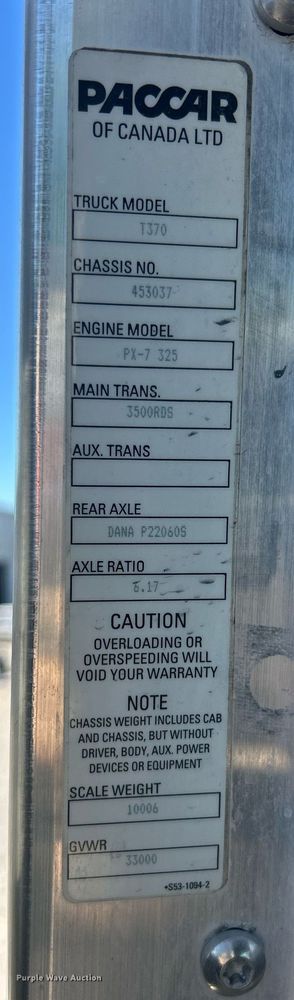 PACCAR
OF CANADA LTD
TRUCK MODEL
T370
CHASSIS NO.
453037
ENGINE MODEL
PX-7 325
MAIN TRANS.
3500RDS
AUX. TRANS
REAR AXLE
DANA P22060S
AXLE RATIO
6.17
CAUTION
OVERLOADING OR
OVERSPEEDING WILL
VOID YOUR WARRANTY
NOTE
CHASSIS WEIGHT INCLUDES CAB
AND CHASSIS, BUT WITHOUT
DRIVER, BODY, AUX. POWER
DEVICES OR EQUIPMENT
SCALE WEIGHT
10006
GVWR
33000
*S53-1094-2
Purple Wave Auction